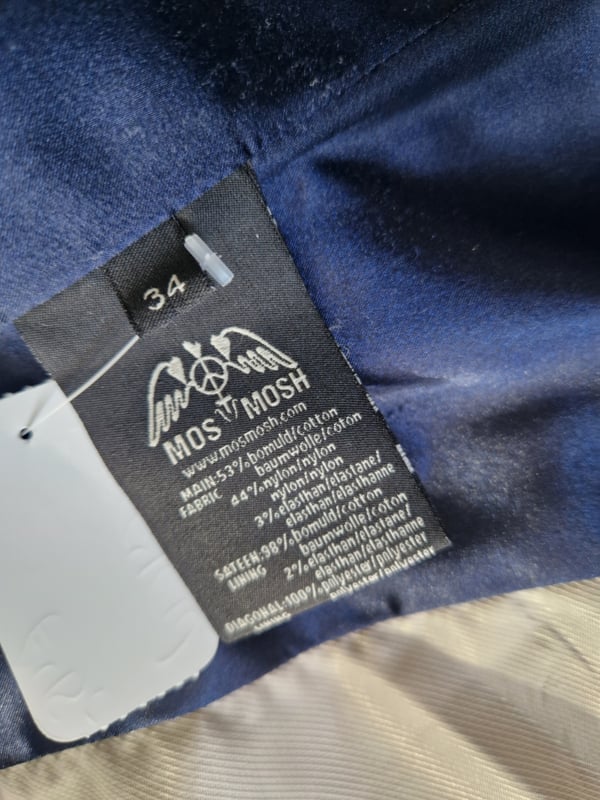 34
MOS MOSH
www.mosmosh.com
MAIN:53%bomuld/cotton
FABRIC baumwolle/coton
44%nylon/nylon
nylon/nylon
3%elasthan/elastane/
elasthan/elasthanne
SATEEN:98%bomuld/cotton
LINING baumwolle/coton
2%elasthan/elastane/
elasthan/elasthanne
DIAGONAL:100%polyester/polyester
LINING polyester/polyester